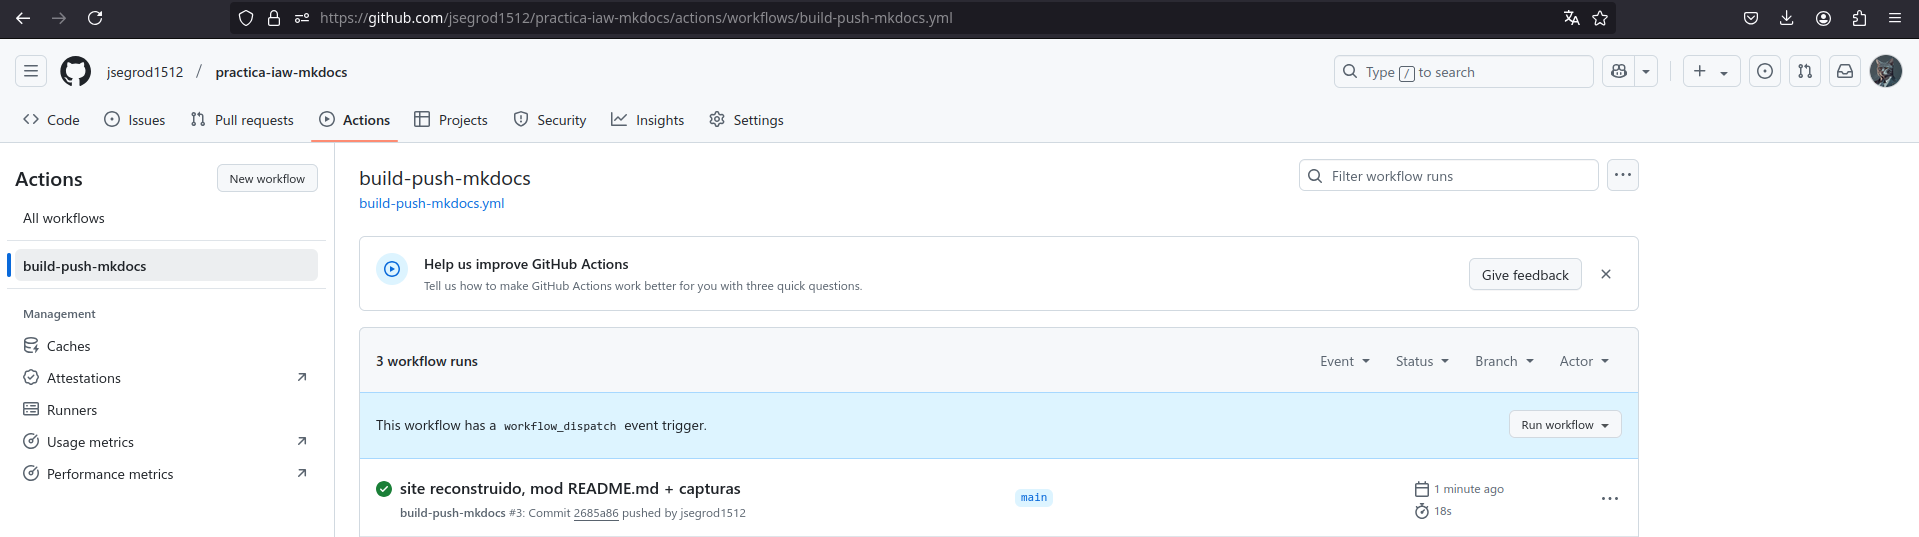 https://github.com/jsegrod1512/practica-iaw-mkdocs/actions/workflows/build-push-mkdocs.yml
jsegrod1512 / practica-iaw-mkdocs
Type / to search
Code Issues Pull requests Actions Projects Security Insights Settings
Actions
New workflow
All workflows
build-push-mkdocs
Management
Caches
Attestations
Runners
Usage metrics
Performance metrics
build-push-mkdocs
build-push-mkdocs.yml
Filter workflow runs
Help us improve GitHub Actions
Tell us how to make GitHub Actions work better for you with three quick questions.
Give feedback
3 workflow runs
Event Status Branch Actor
This workflow has a workflow_dispatch event trigger.
Run workflow
site reconstruido, mod README.md + capturas
build-push-mkdocs #3: Commit 2685a86 pushed by jsegrod1512
main
1 minute ago
18s